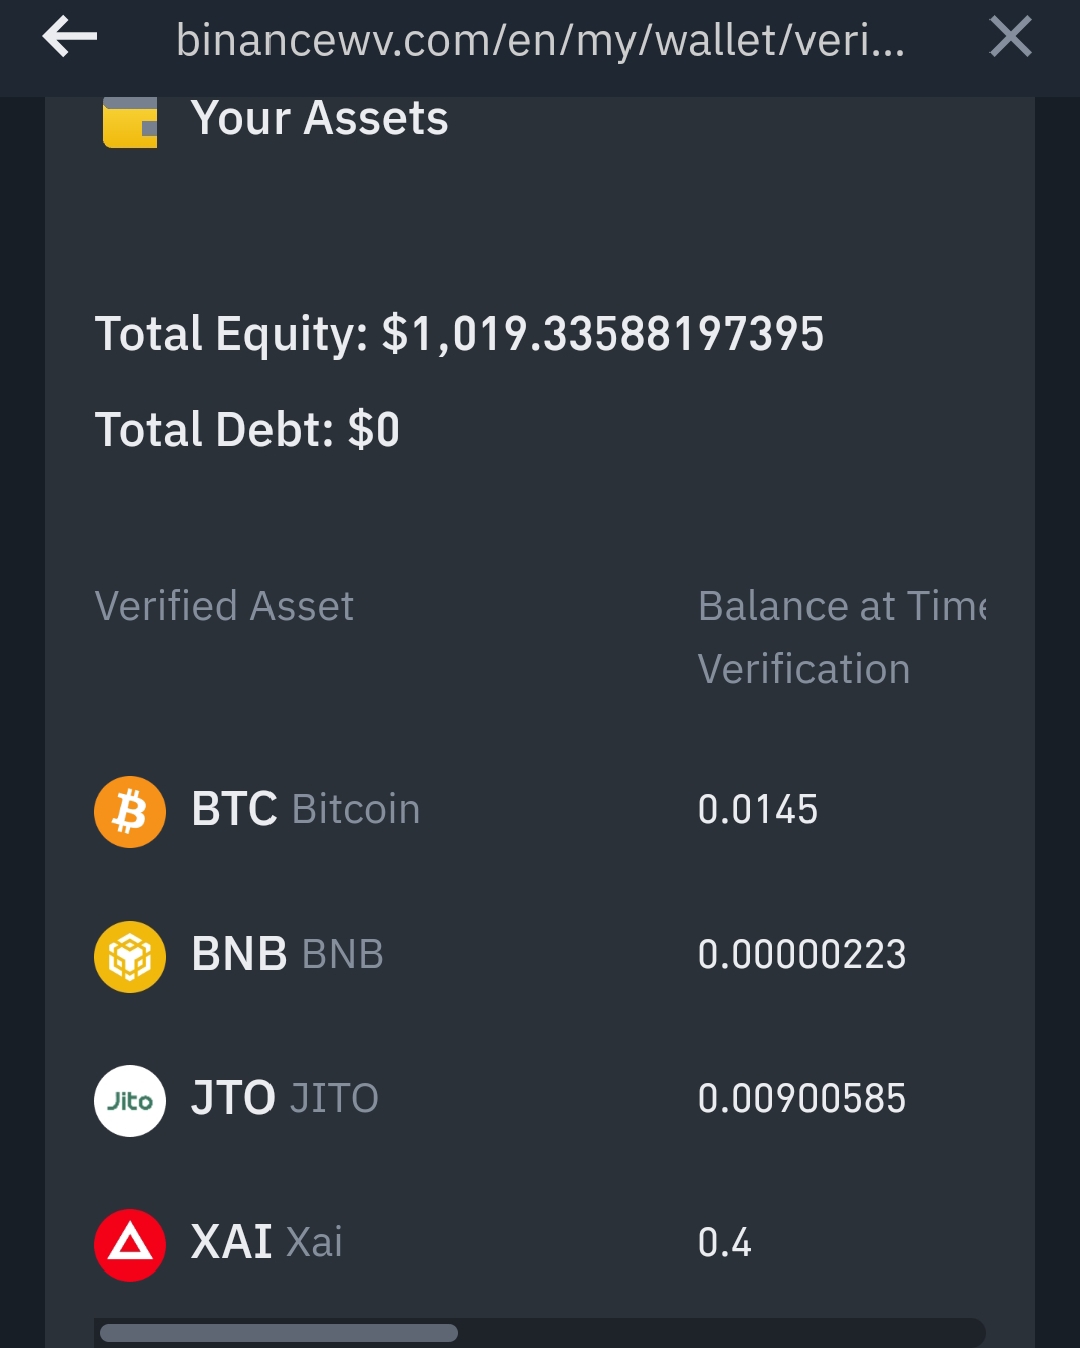 binancewv.com/en/my/wallet/veri...
Your Assets
Total Equity: $1,019.33588197395
Total Debt: $0
Verified Asset
Balance at Time
Verification
BTC Bitcoin 0.0145
BNB BNB 0.00000223
Jito JTO JITO 0.00900585
XAI Xai 0.4